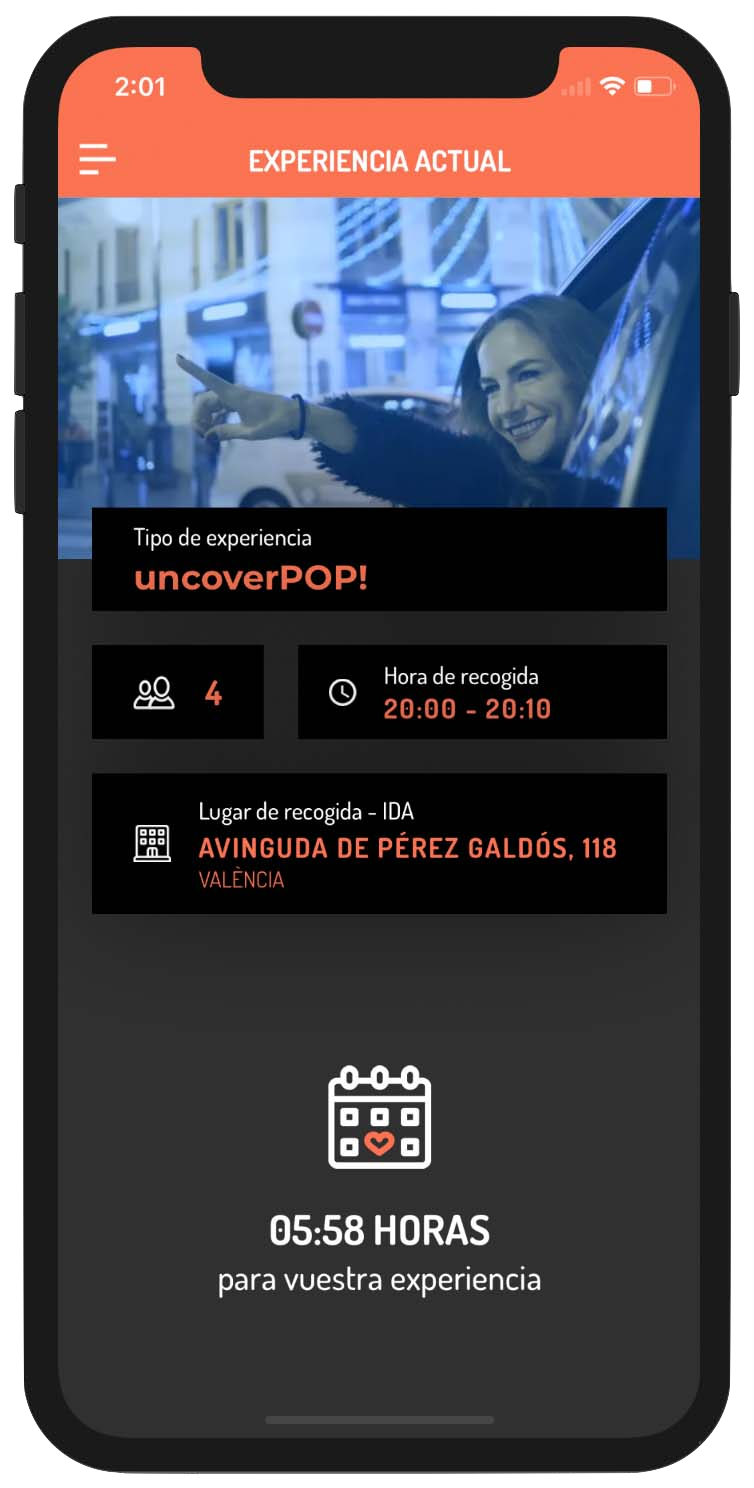 2:01
EXPERIENCIA ACTUAL
Tipo de experiencia
uncoverPOP!
4
Hora de recogida
20:00 - 20:10
Lugar de recogida - IDA
AVINGUDA DE PÉREZ GALDÓS, 118
VALÈNCIA
05:58 HORAS
para vuestra experiencia